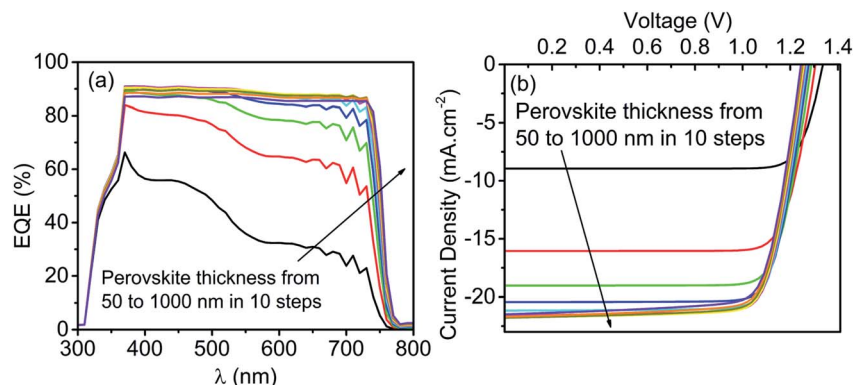 (a)
100
80
60
40
20
0
EQE (%)
Perovskite thickness from
50 to 1000 nm in 10 steps
300 400 500 600 700 800
λ (nm)
Voltage (V)
0.2 0.4 0.6 0.8 1.0 1.2 1.4
(b)
0
-5
-10
-15
-20
Current Density (mA.cm-2)
Perovskite thickness from
50 to 1000 nm in 10 steps